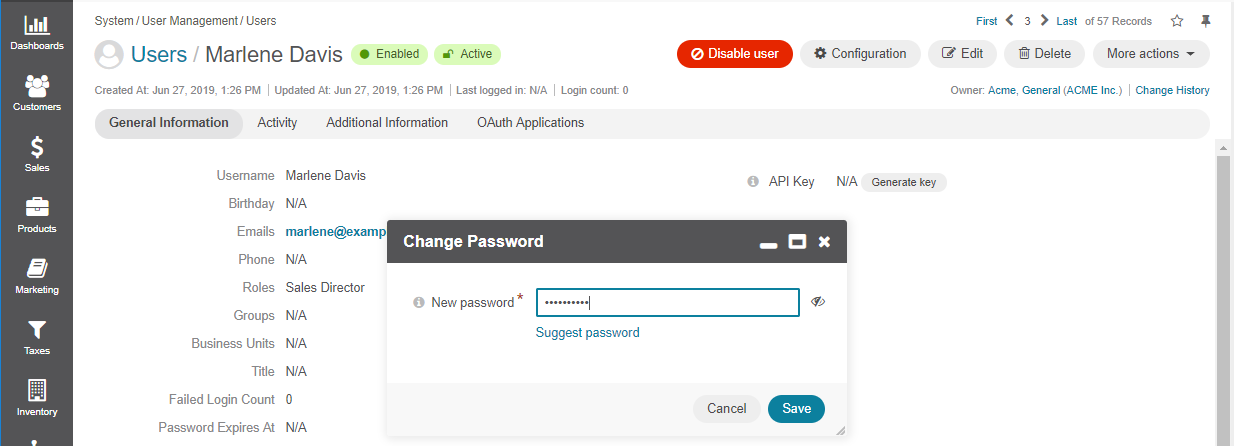 System / User Management / Users
First 3 Last of 57 Records
Users / Marlene Davis Enabled Active
Disable user Configuration Edit Delete More actions
Created At: Jun 27, 2019, 1:26 PM Updated At: Jun 27, 2019, 1:26 PM Last logged in: N/A Login count: 0
Owner: Acme, General (ACME Inc.) Change History
General Information Activity Additional Information OAuth Applications
Dashboards
Customers
Sales
Products
Marketing
Taxes
Inventory
Username Marlene Davis
Birthday N/A
Emails marlene@examp
Phone N/A
Roles Sales Director
Groups N/A
Business Units N/A
Title N/A
Failed Login Count 0
Password Expires At N/A
API Key N/A Generate key
Change Password
New password * ••••••••••
Suggest password
Cancel Save